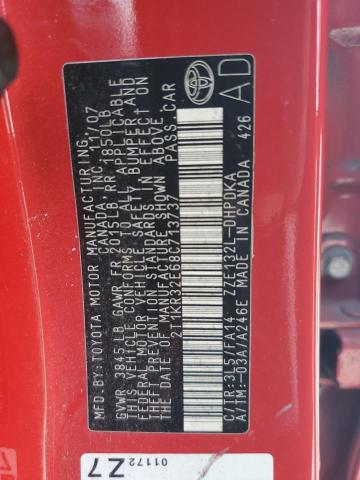 MFD.BY:TOYOTA MOTOR MANUFACTURING
CANADA, INC. 11/07
GVWR 3845 LB GAWR FR 2017LB RR 1850LB
THIS VEHICLE CONFORMS TO ALL APPLICABLE
FEDERAL MOTOR VEHICLE SAFETY, BUMPER, AND
THEFT PREVENTION STANDARDS IN EFFECT ON
THE DATE OF MANUFACTURE SHOWN ABOVE.
2T1KR32E68C713737 PASS.CAR
AD
C/TR:3LS/FA14 ZZE132L-DHPDKA
A/TM:-03A/A246E MADE IN CANADA 426
01172
Z7